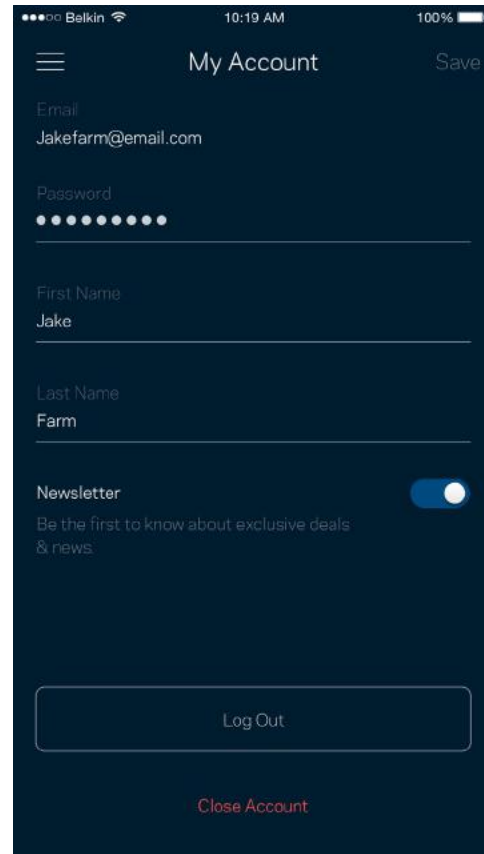 Belkin 10:19 AM 100%
My Account Save
Email
Jakefarm@email.com
Password
First Name
Jake
Last Name
Farm
Newsletter
Be the first to know about exclusive deals
& news.
Log Out
Close Account